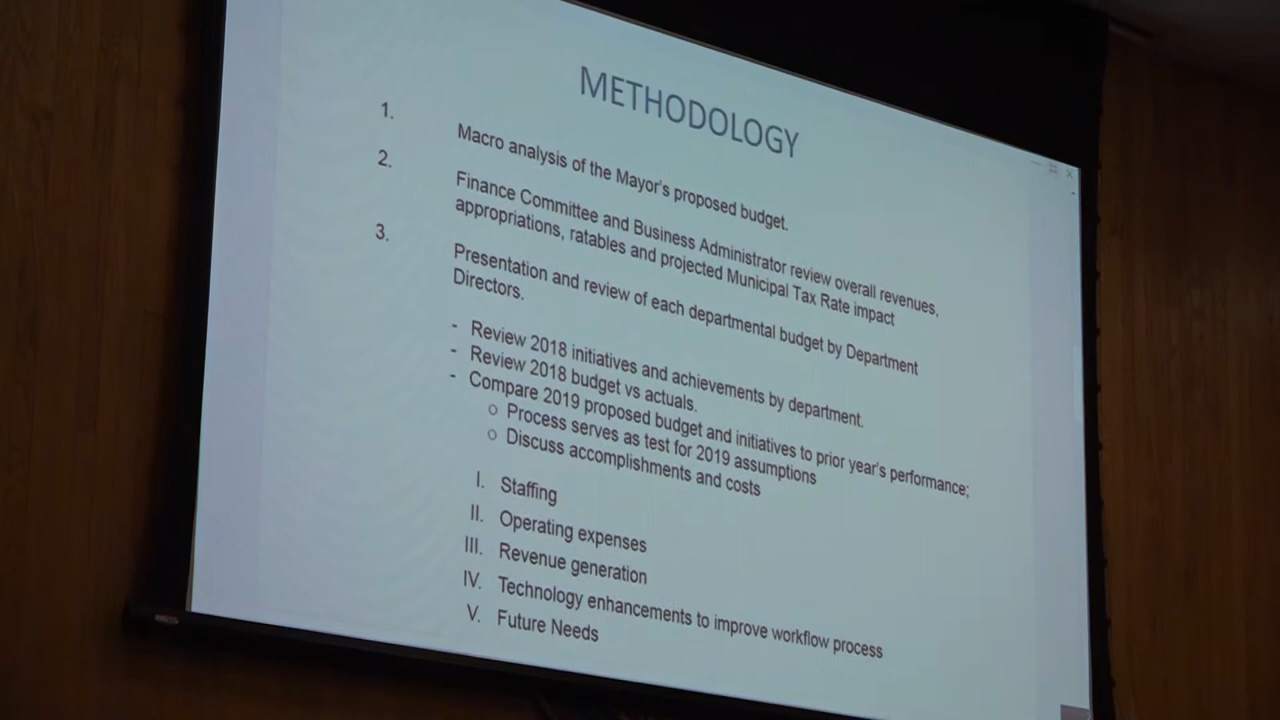 METHODOLOGY
1. Macro analysis of the Mayor's proposed budget.
2. Finance Committee and Business Administrator review overall revenues,
appropriations, ratables and projected Municipal Tax Rate impact
3. Presentation and review of each departmental budget by Department
Directors.
- Review 2018 initiatives and achievements by department.
- Review 2018 budget vs actuals.
- Compare 2019 proposed budget and initiatives to prior year's performance;
o Process serves as test for 2019 assumptions
o Discuss accomplishments and costs
I. Staffing
II. Operating expenses
III. Revenue generation
IV. Technology enhancements to improve workflow process
V. Future Needs